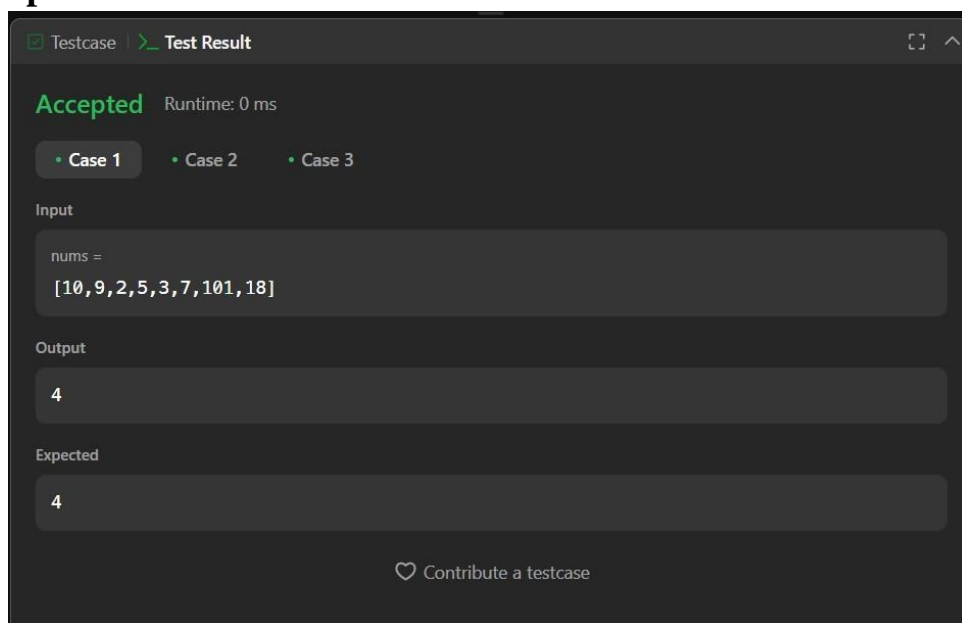 Testcase >_ Test Result
Accepted Runtime: 0 ms
• Case 1 • Case 2 • Case 3
Input
nums =
[10,9,2,5,3,7,101,18]
Output
4
Expected
4
Contribute a testcase